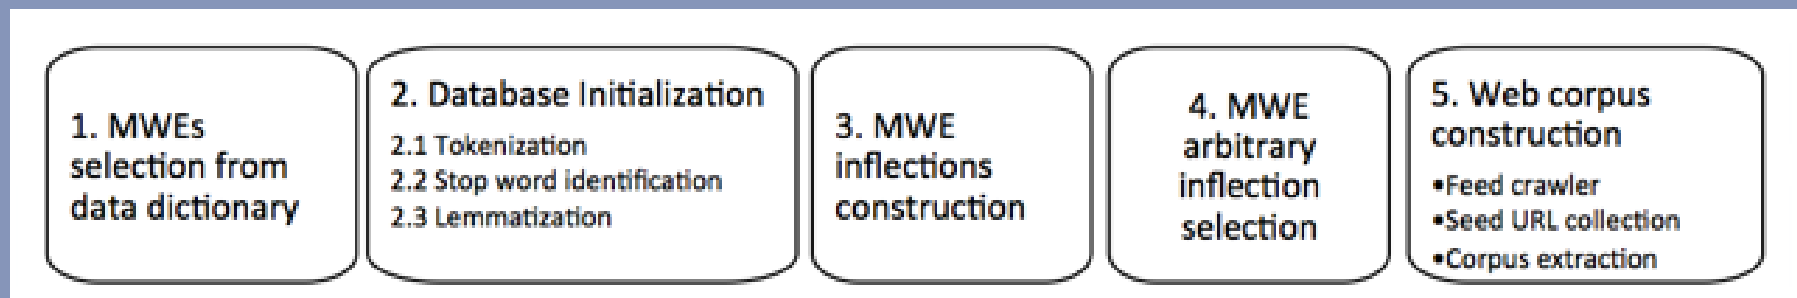 1. MWEs
selection from
data dictionary
2. Database Initialization
2.1 Tokenization
2.2 Stop word identification
2.3 Lemmatization
3. MWE
inflections
construction
4. MWE
arbitrary
inflection
selection
5. Web corpus
construction
•Feed crawler
•Seed URL collection
•Corpus extraction